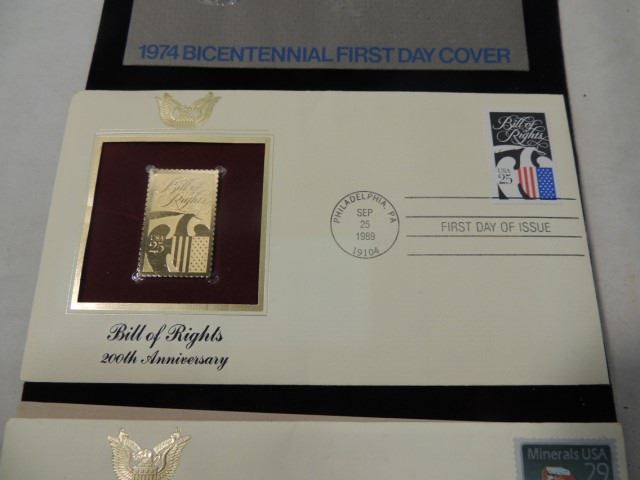 1974 BICENTENNIAL FIRST DAY COVER
Bill of
Rights
USA
25
Bill of
Rights
USA
25
PHILADELPHIA, PA
SEP
25
1989
19104
FIRST DAY OF ISSUE
Bill of Rights
200th Anniversary
Minerals USA
29